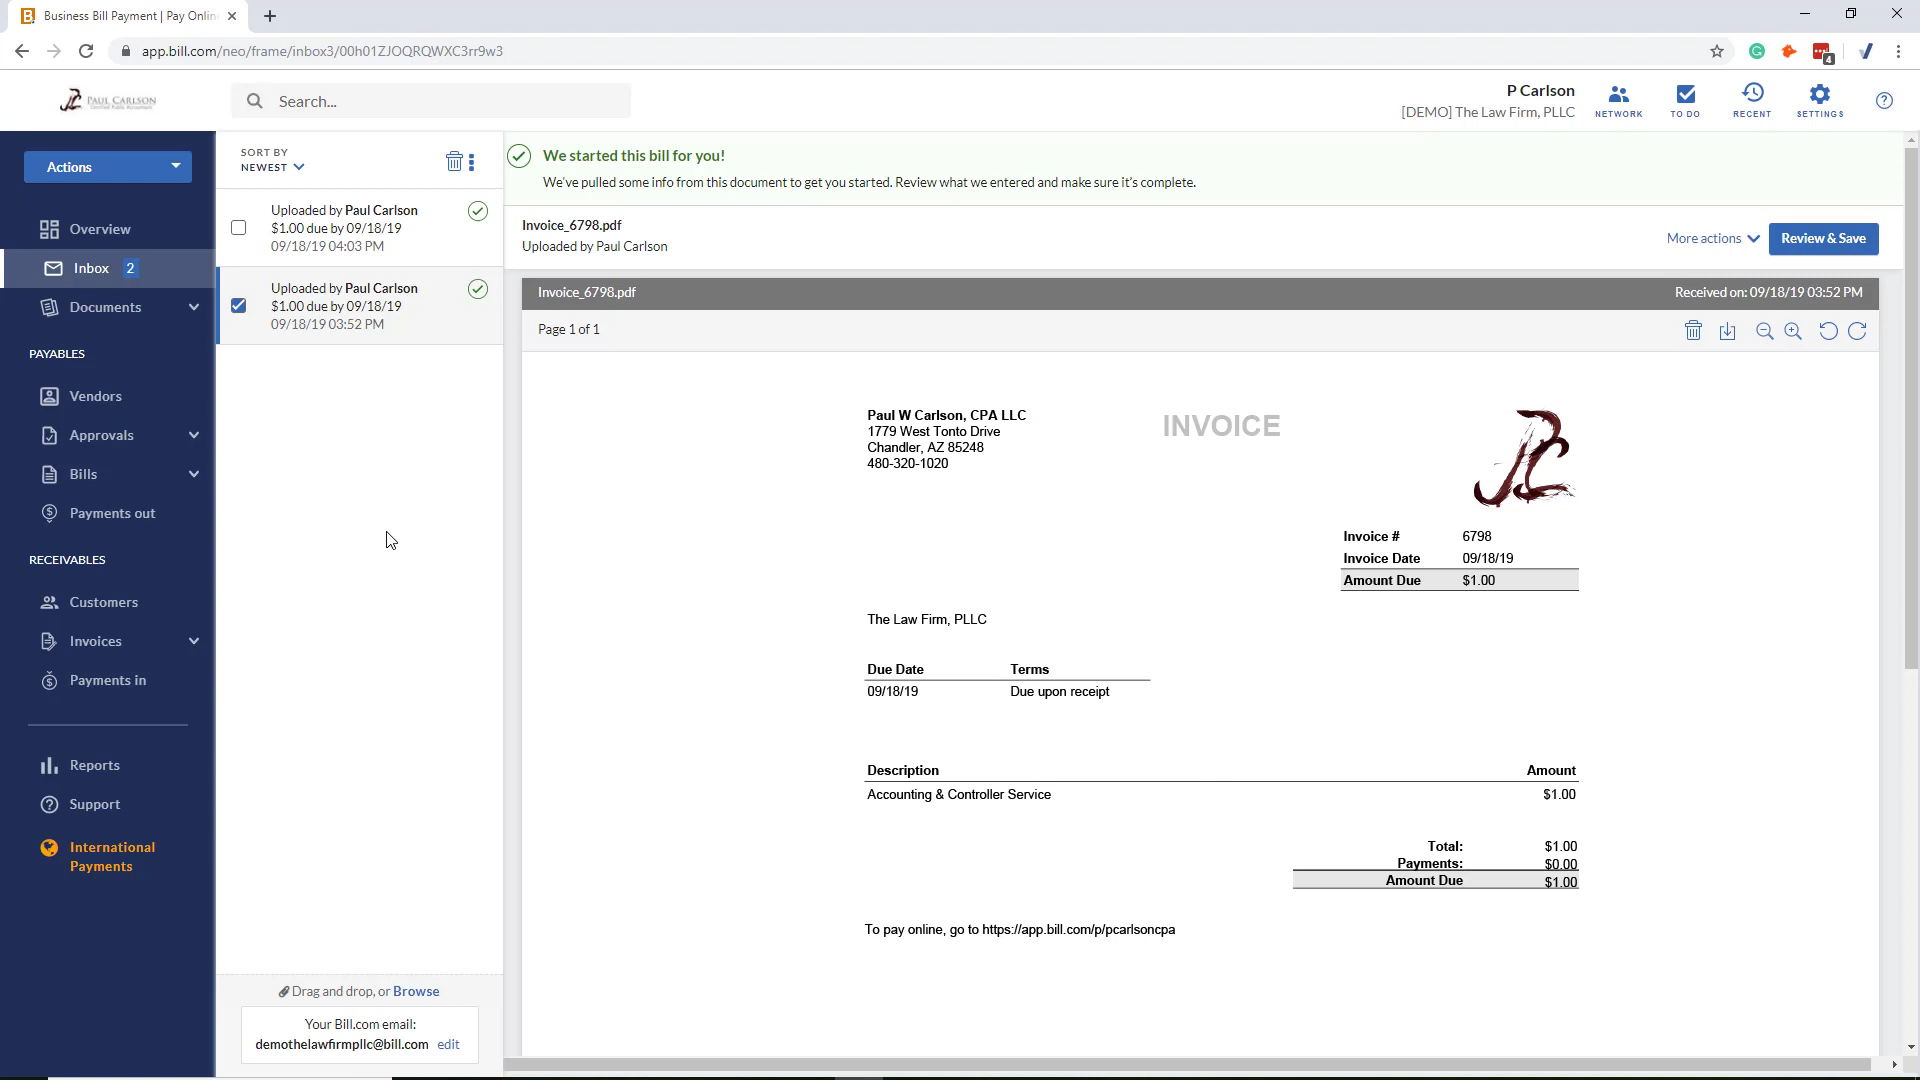 Business Bill Payment | Pay Onlin
app.bill.com/neo/frame/inbox3/00h01ZJOQRQWXC3rr9w3
4
PAUL CARLSON
Certified Public Accountant
Search...
P Carlson
[DEMO] The Law Firm, PLLC
NETWORK
TO DO
RECENT
SETTINGS
Actions
Overview
Inbox 2
Documents
PAYABLES
Vendors
Approvals
Bills
Payments out
RECEIVABLES
Customers
Invoices
Payments in
Reports
Support
International
Payments
SORT BY
NEWEST
Uploaded by Paul Carlson
$1.00 due by 09/18/19
09/18/19 04:03 PM
Uploaded by Paul Carlson
$1.00 due by 09/18/19
09/18/19 03:52 PM
Drag and drop, or Browse
Your Bill.com email:
demothelawfirmpllc@bill.com edit
We started this bill for you!
We've pulled some info from this document to get you started. Review what we entered and make sure it's complete.
Invoice_6798.pdf
Uploaded by Paul Carlson
More actions
Review & Save
Invoice_6798.pdf
Received on: 09/18/19 03:52 PM
Page 1 of 1
Paul W Carlson, CPA LLC
1779 West Tonto Drive
Chandler, AZ 85248
480-320-1020
INVOICE
Invoice # 6798
Invoice Date 09/18/19
Amount Due $1.00
The Law Firm, PLLC
Due Date Terms
09/18/19 Due upon receipt
Description Amount
Accounting & Controller Service $1.00
Total: $1.00
Payments: $0.00
Amount Due $1.00
To pay online, go to https://app.bill.com/p/pcarlsoncpa